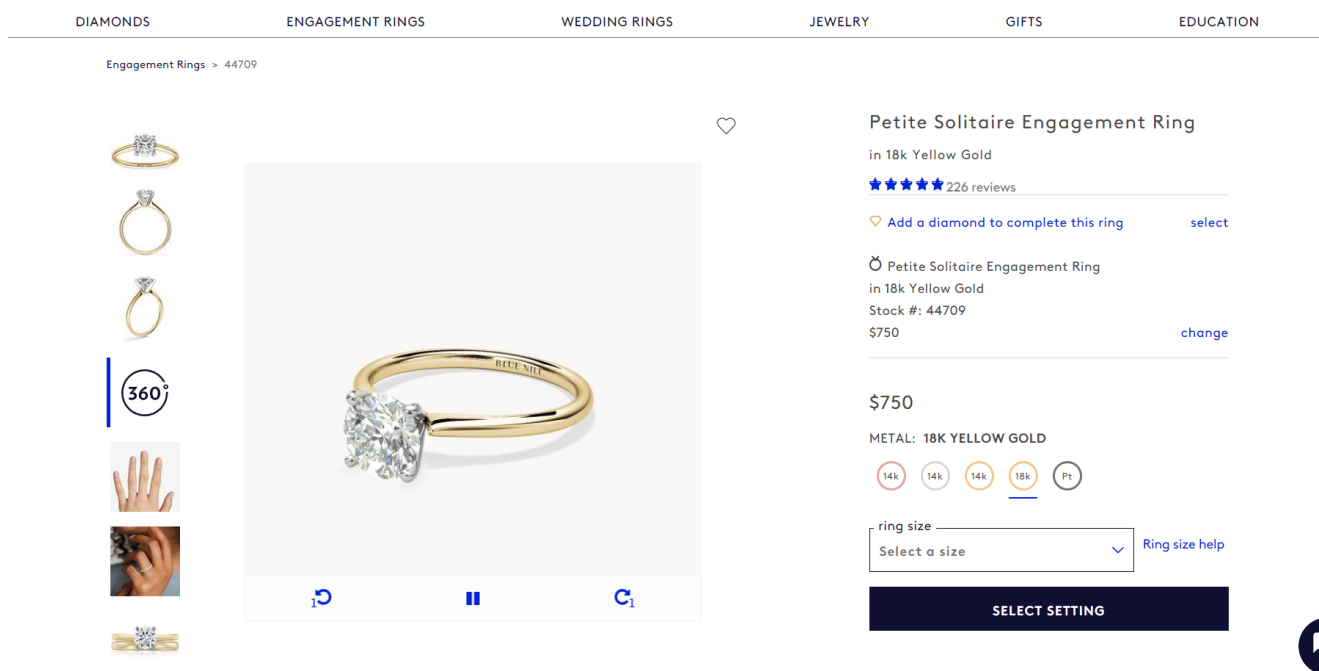 DIAMONDS ENGAGEMENT RINGS WEDDING RINGS JEWELRY GIFTS EDUCATION
Engagement Rings > 44709
360°
BLUE NILE
1 1
Petite Solitaire Engagement Ring
in 18k Yellow Gold
226 reviews
Add a diamond to complete this ring select
Petite Solitaire Engagement Ring
in 18k Yellow Gold
Stock #: 44709
$750 change
$750
METAL: 18K YELLOW GOLD
14k 14k 14k 18k Pt
ring size
Select a size
Ring size help
SELECT SETTING